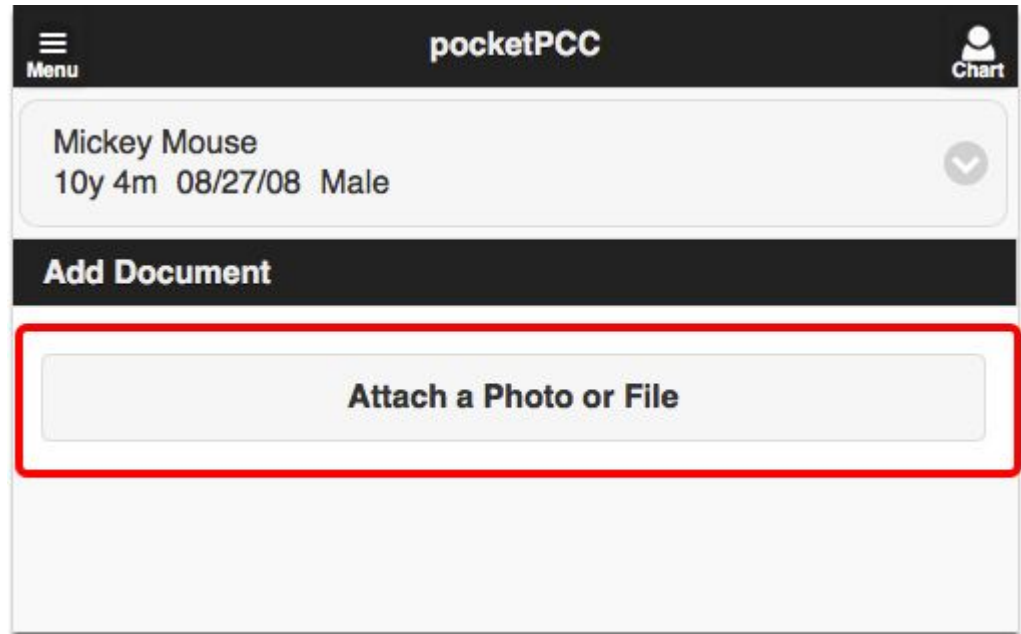 pocketPCC
Menu
Chart
Mickey Mouse
10y 4m 08/27/08 Male
Add Document
Attach a Photo or File